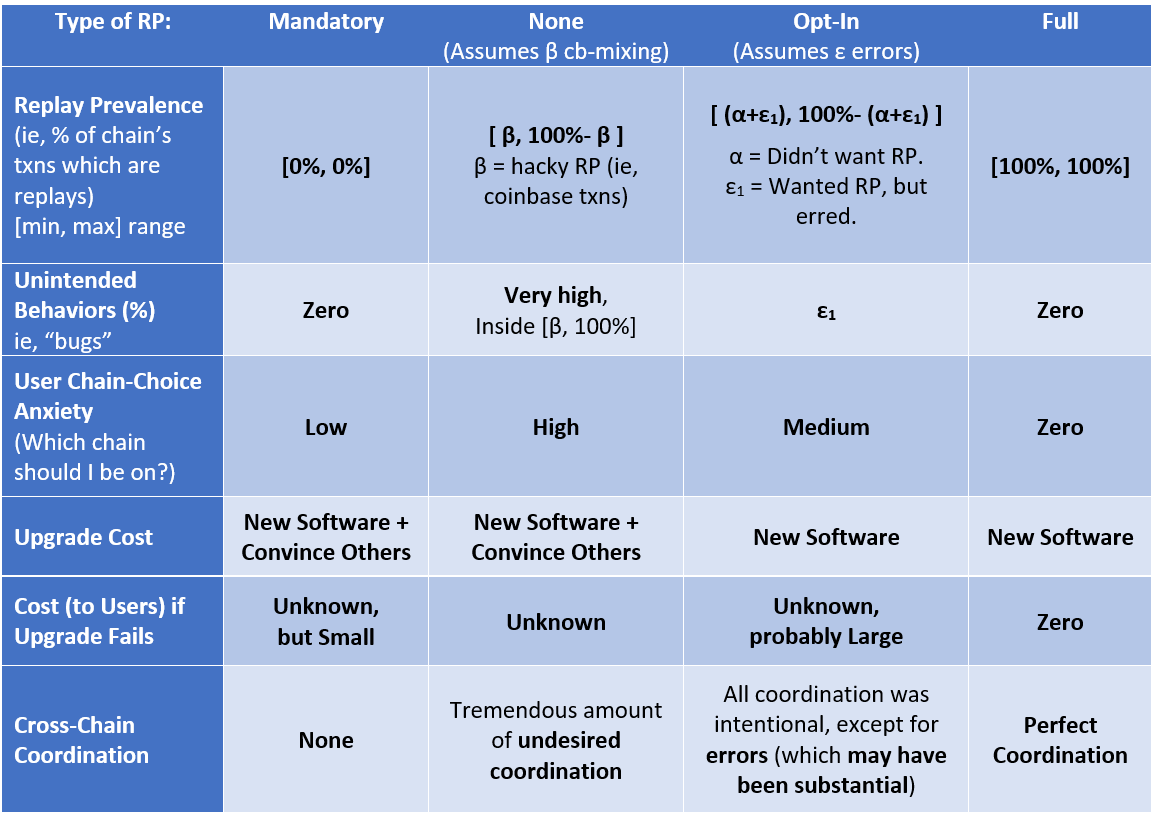 Type of RP:
Mandatory
None
(Assumes β cb-mixing)
Opt-In
(Assumes ε errors)
Full
Replay Prevalence
(ie, % of chain’s
txns which are
replays)
[min, max] range
[0%, 0%]
[ β, 100%- β ]
β = hacky RP (ie,
coinbase txns)
[ (α+ε₁), 100%- (α+ε₁) ]
α = Didn’t want RP.
ε₁ = Wanted RP, but
erred.
[100%, 100%]
Unintended
Behaviors (%)
ie, “bugs”
Zero
Very high,
Inside [β, 100%]
ε₁
Zero
User Chain-Choice
Anxiety
(Which chain
should I be on?)
Low
High
Medium
Zero
Upgrade Cost
New Software +
Convince Others
New Software +
Convince Others
New Software
New Software
Cost (to Users) if
Upgrade Fails
Unknown,
but Small
Unknown
Unknown,
probably Large
Zero
Cross-Chain
Coordination
None
Tremendous amount
of undesired
coordination
All coordination was
intentional, except for
errors (which may have
been substantial)
Perfect
Coordination